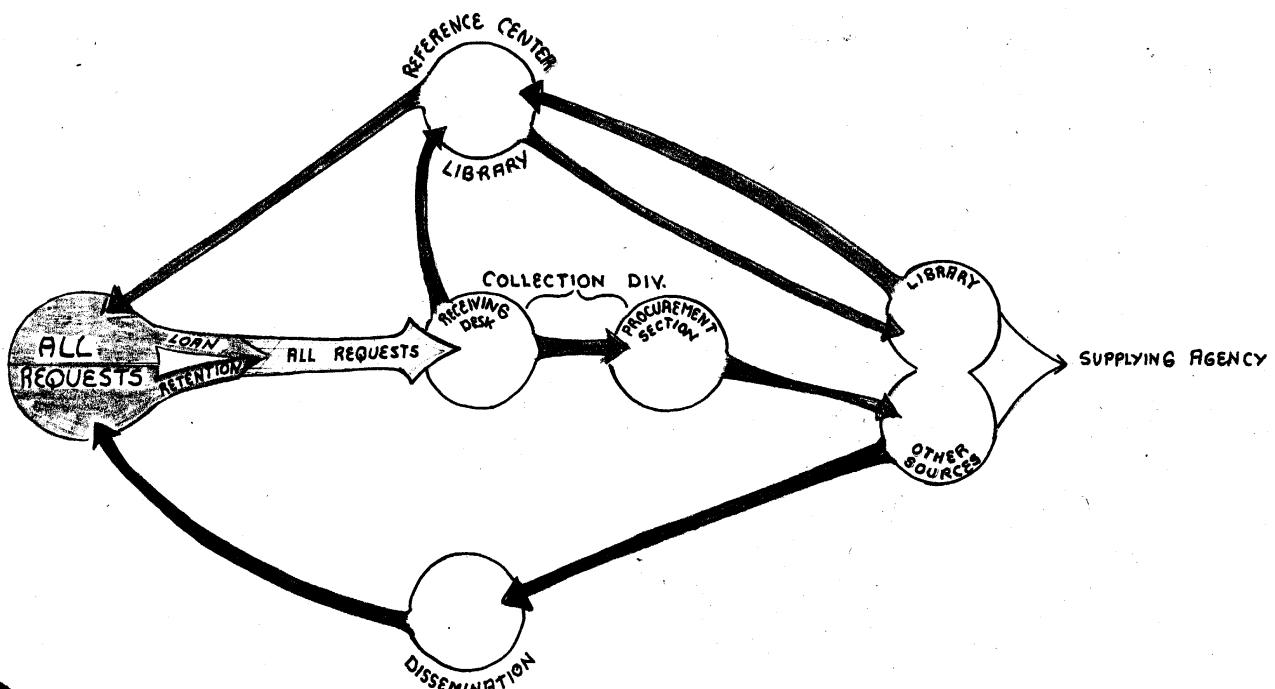 REFERENCE CENTER
LIBRARY
COLLECTION DIV.
RECEIVING
DESK
PROCUREMENT
SECTION
LIBRARY
ALL
REQUESTS
LOAN
RETENTION
ALL REQUESTS
SUPPLYING AGENCY
OTHER
SOURCES
DISSEMINATION